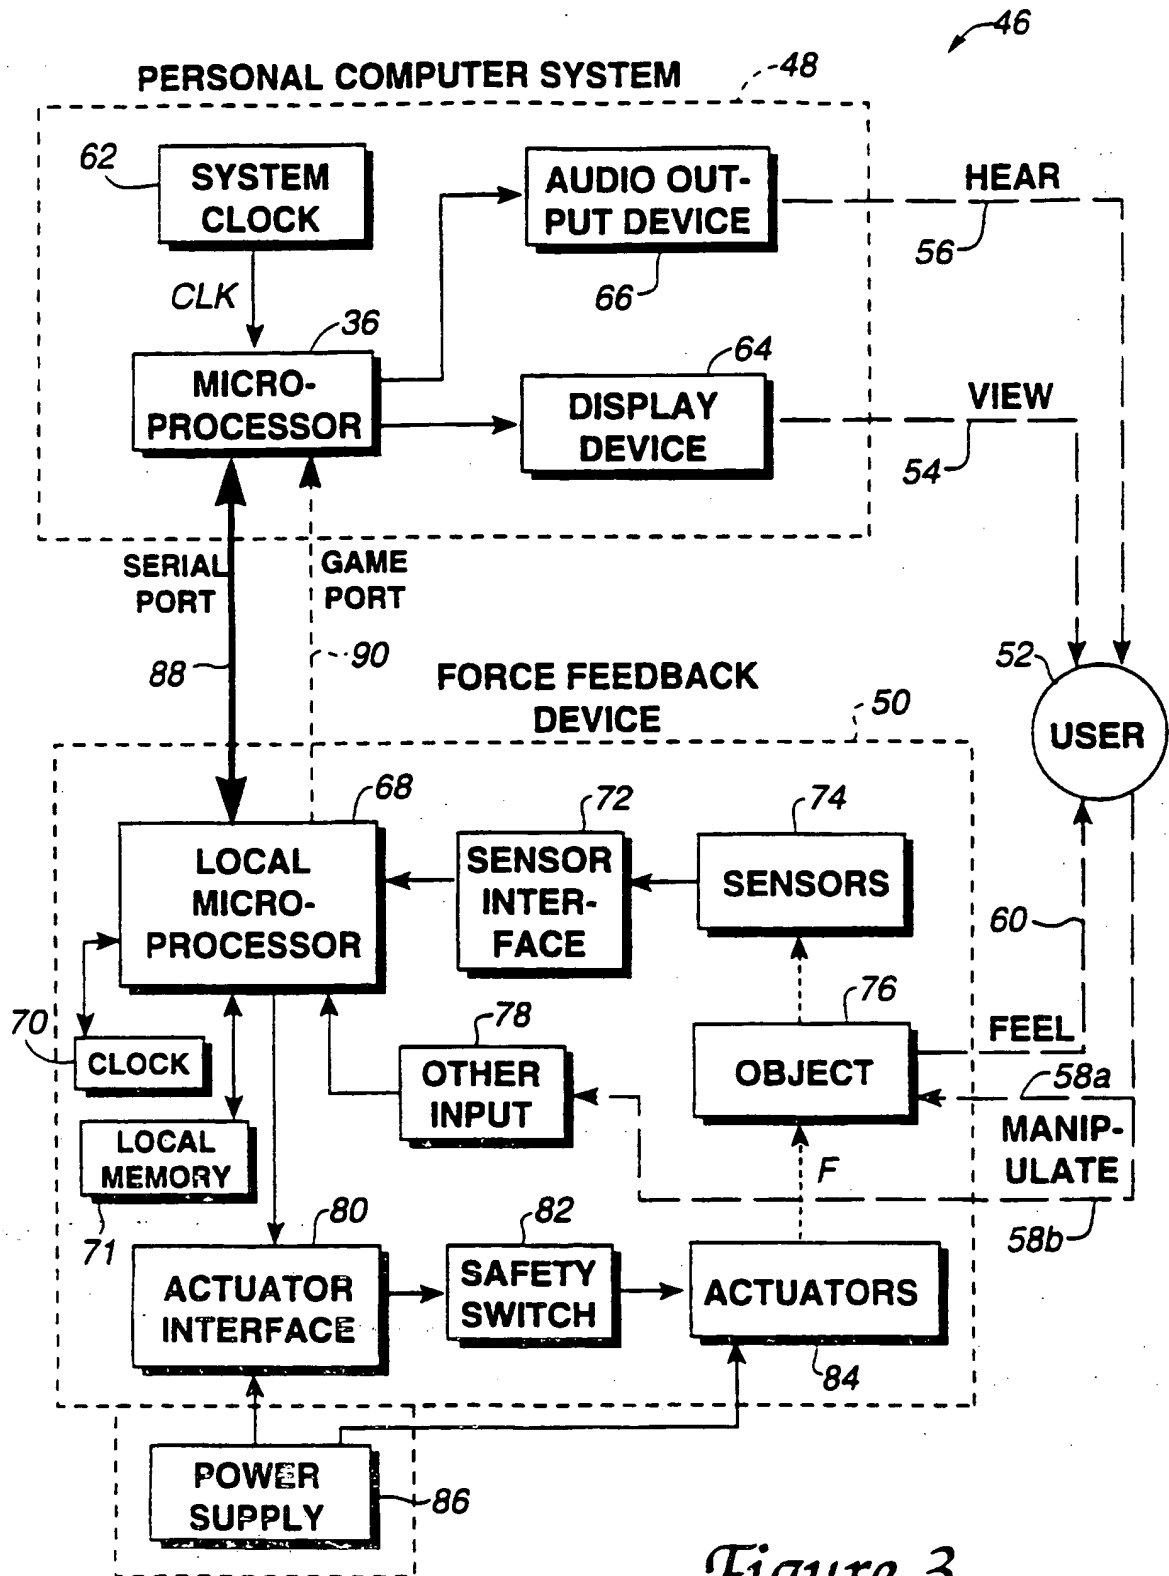 46
PERSONAL COMPUTER SYSTEM
48
62
SYSTEM
CLOCK
AUDIO OUT-
PUT DEVICE
HEAR
56
66
CLK
36
MICRO-
PROCESSOR
64
DISPLAY
DEVICE
VIEW
54
SERIAL
PORT
GAME
PORT
88
90
FORCE FEEDBACK
DEVICE
50
52
USER
68
LOCAL
MICRO-
PROCESSOR
72
SENSOR
INTER-
FACE
74
SENSORS
60
70
CLOCK
78
OTHER
INPUT
76
OBJECT
FEEL
58a
MANIP-
ULATE
58b
LOCAL
MEMORY
71
F
80
ACTUATOR
INTERFACE
82
SAFETY
SWITCH
ACTUATORS
84
POWER
SUPPLY
86
Figure 3